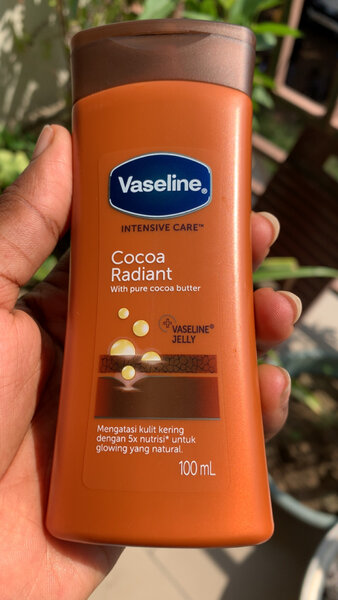 Vaseline®
INTENSIVE CARE™
Cocoa
Radiant
With pure cocoa butter
+ VASELINE®
JELLY
Mengatasi kulit kering
dengan 5x nutrisi* untuk
glowing yang natural.
100 mL